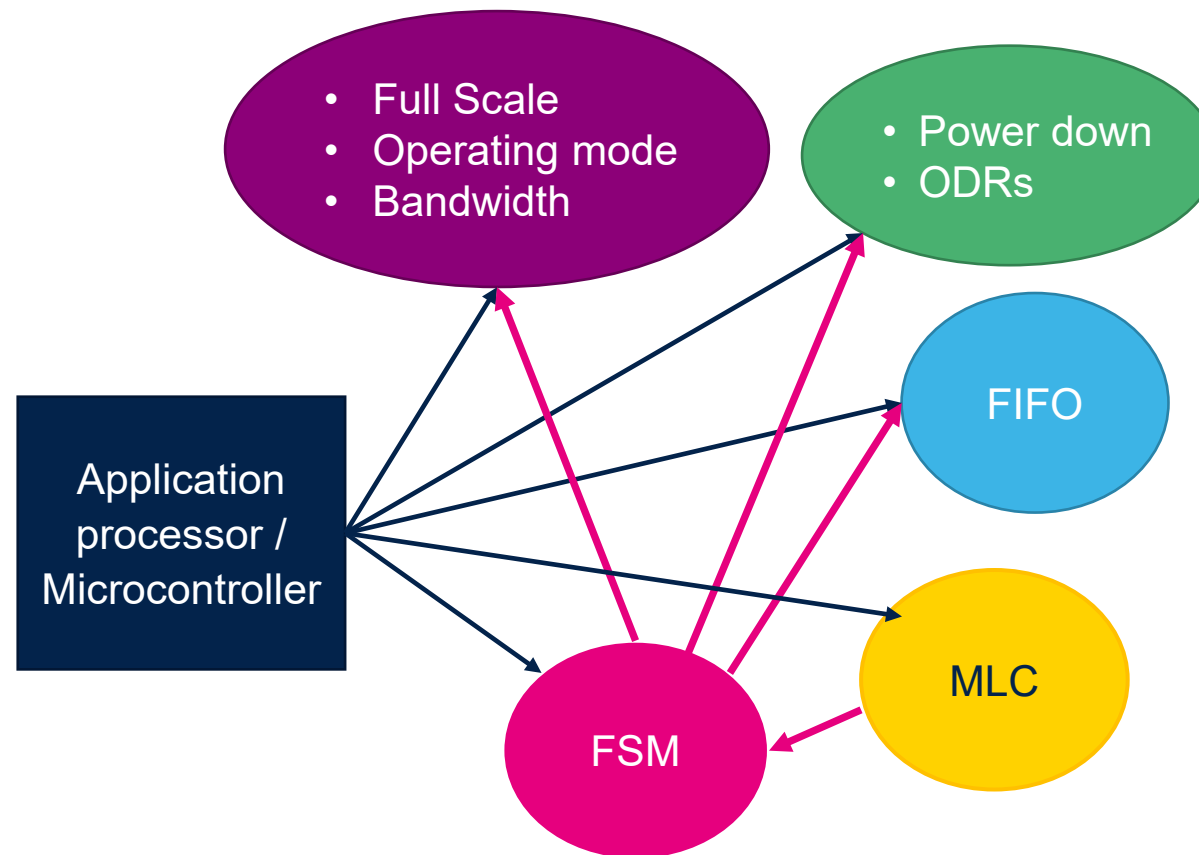 • Full Scale
• Operating mode
• Bandwidth
• Power down
• ODRs
FIFO
Application
processor /
Microcontroller
MLC
FSM